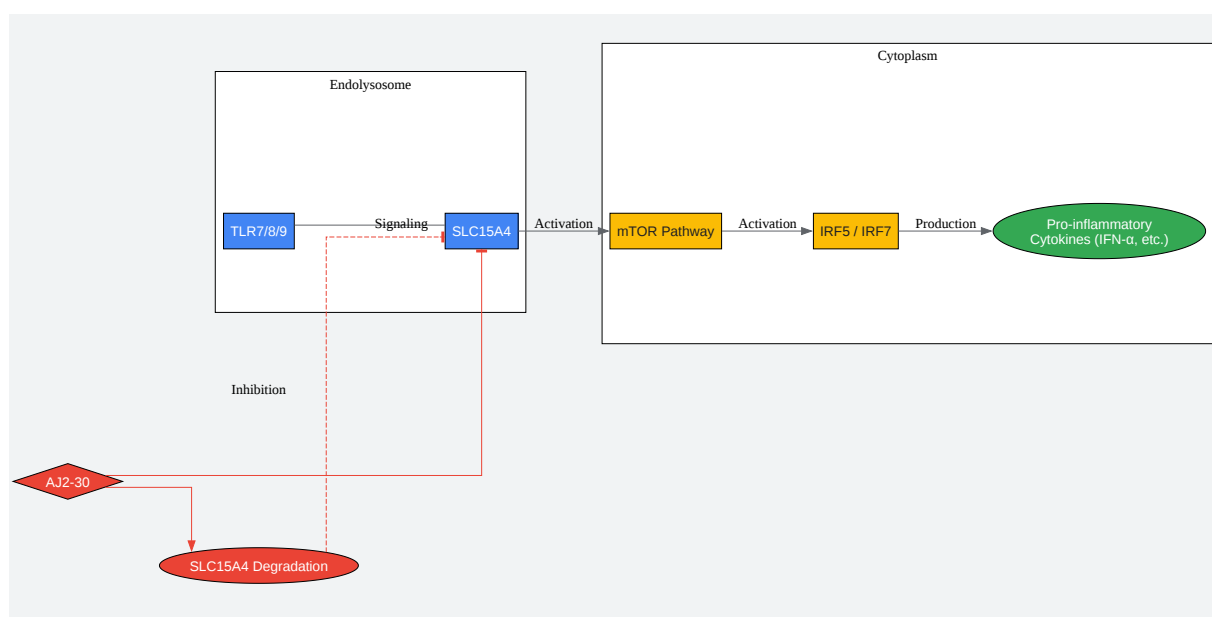 Cytoplasm
Endolysosome
TLR7/8/9
Signaling
SLC15A4
Activation
mTOR Pathway
Activation
IRF5 / IRF7
Production
Pro-inflammatory
Cytokines (IFN-α, etc.)
Inhibition
AJ2-30
SLC15A4 Degradation